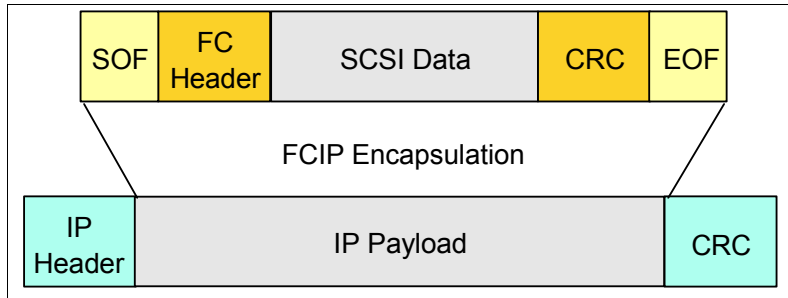 SOF
FC
Header
SCSI Data
CRC
EOF
FCIP Encapsulation
IP
Header
IP Payload
CRC